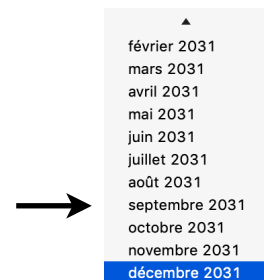 février 2031
mars 2031
avril 2031
mai 2031
juin 2031
juillet 2031
août 2031
septembre 2031
octobre 2031
novembre 2031
décembre 2031